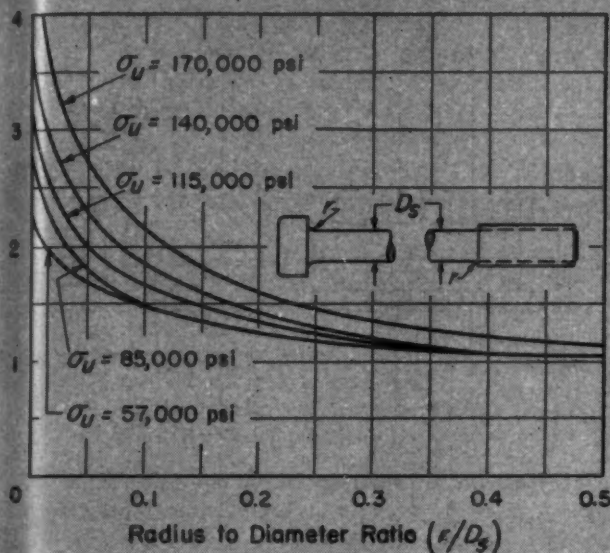 4
σu = 170,000 psi
σu = 140,000 psi
3
σu = 115,000 psi
r
Ds
2
r
σu = 85,000 psi
1
σu = 57,000 psi
0
0.1
0.2
0.3
0.4
0.5
Radius to Diameter Ratio (r/Ds)